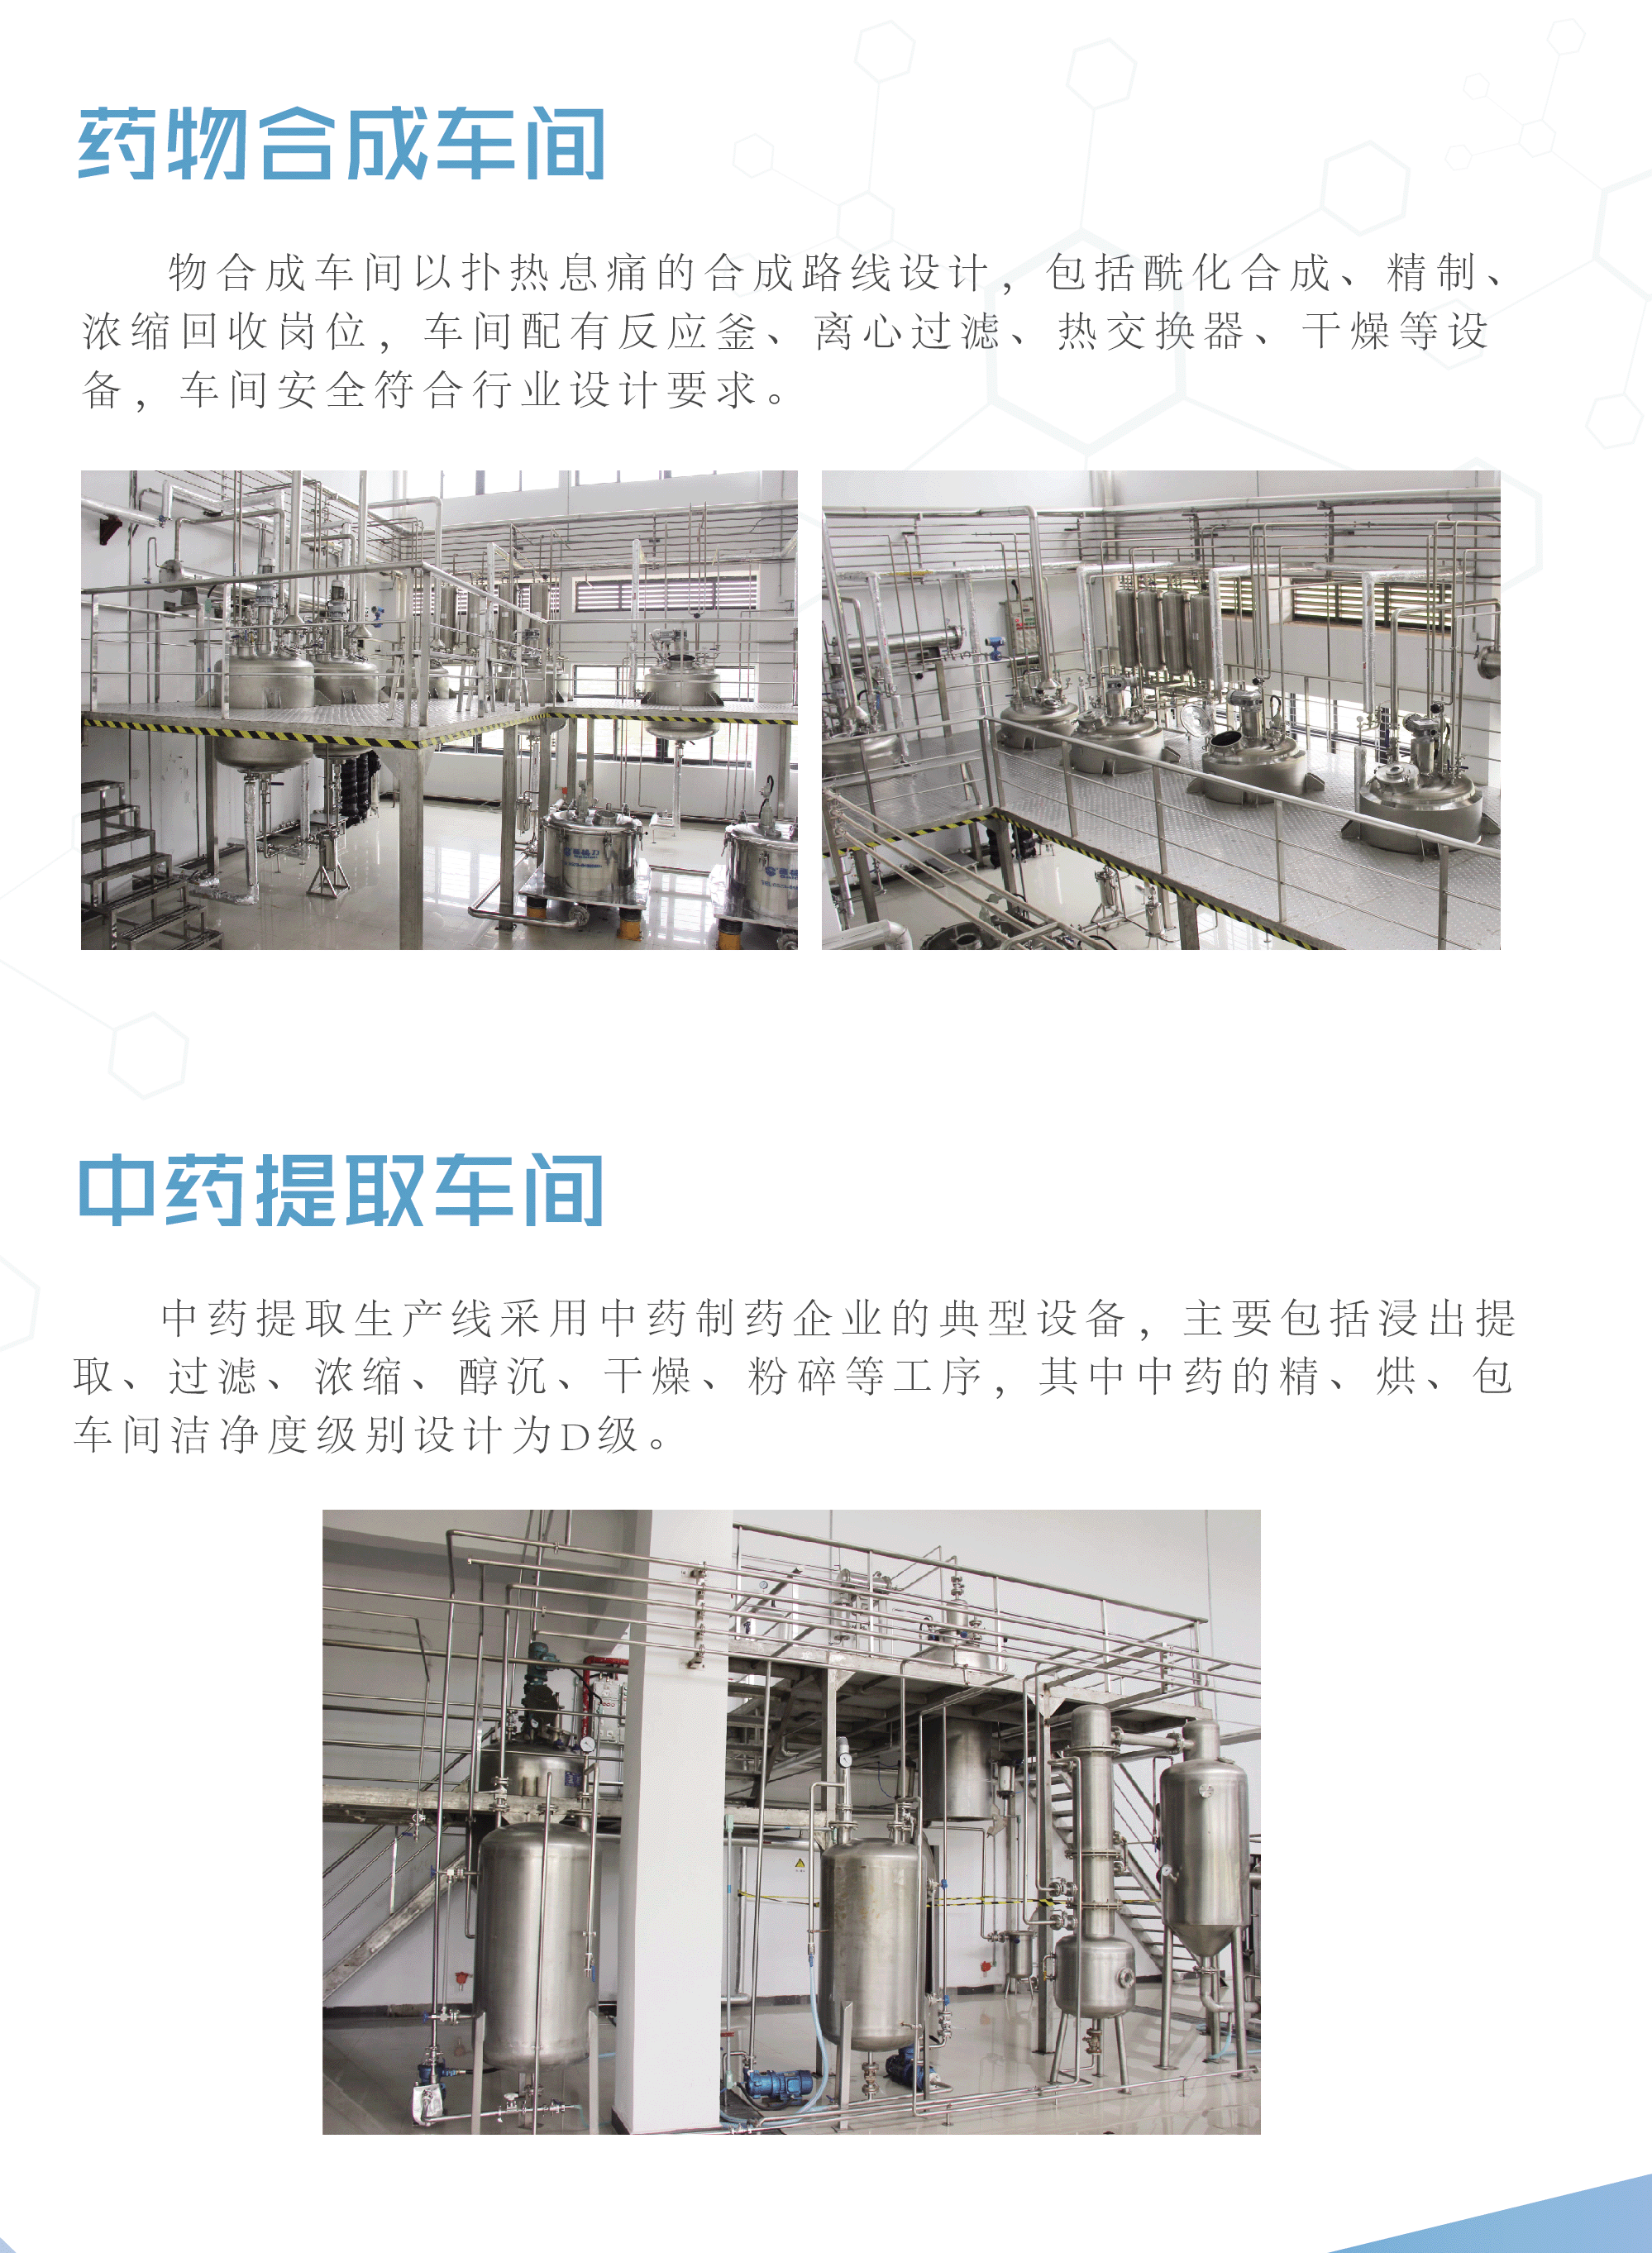 药物合成车间
物合成车间以扑热息痛的合成路线设计，包括酰化合成、精制、
浓缩回收岗位，车间配有反应釜、离心过滤、热交换器、干燥等设
备，车间安全符合行业设计要求。
中药提取车间
中药提取生产线采用中药制药企业的典型设备，主要包括浸出提
取、过滤、浓缩、醇沉、干燥、粉碎等工序，其中中药的精、烘、包
车间洁净度级别设计为D级。